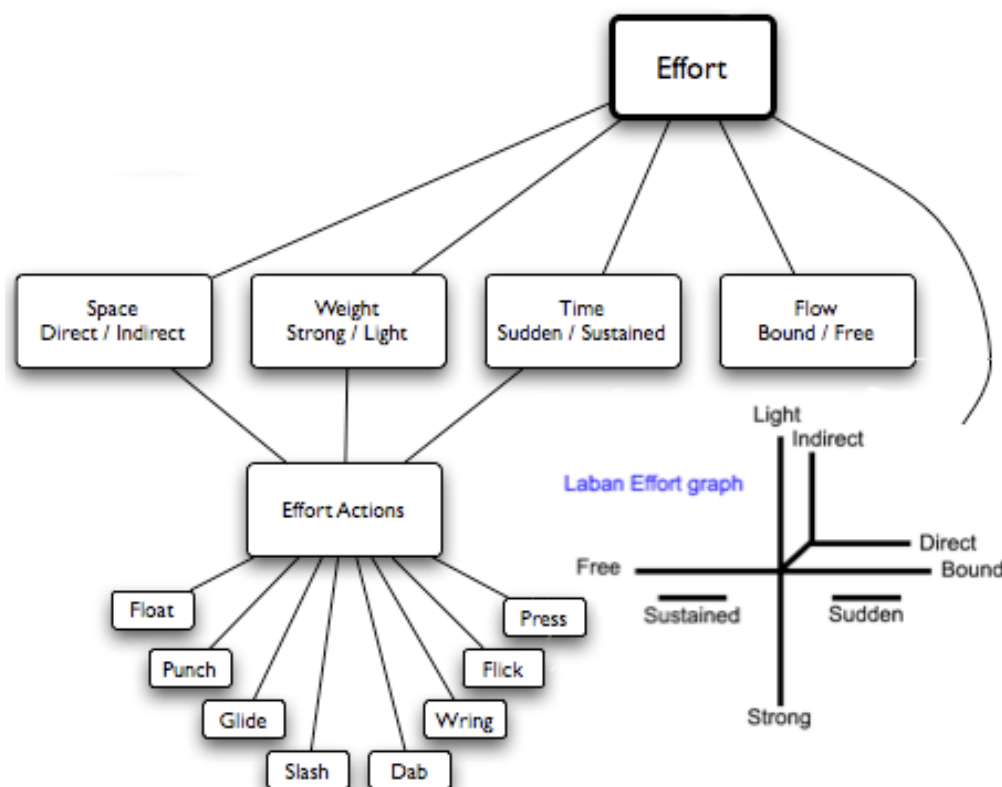 Effort
Space
Direct / Indirect
Weight
Strong / Light
Time
Sudden / Sustained
Flow
Bound / Free
Effort Actions
Float
Punch
Glide
Slash
Dab
Wring
Flick
Press
Laban Effort graph
Light
Indirect
Direct
Free
Bound
Sustained
Sudden
Strong